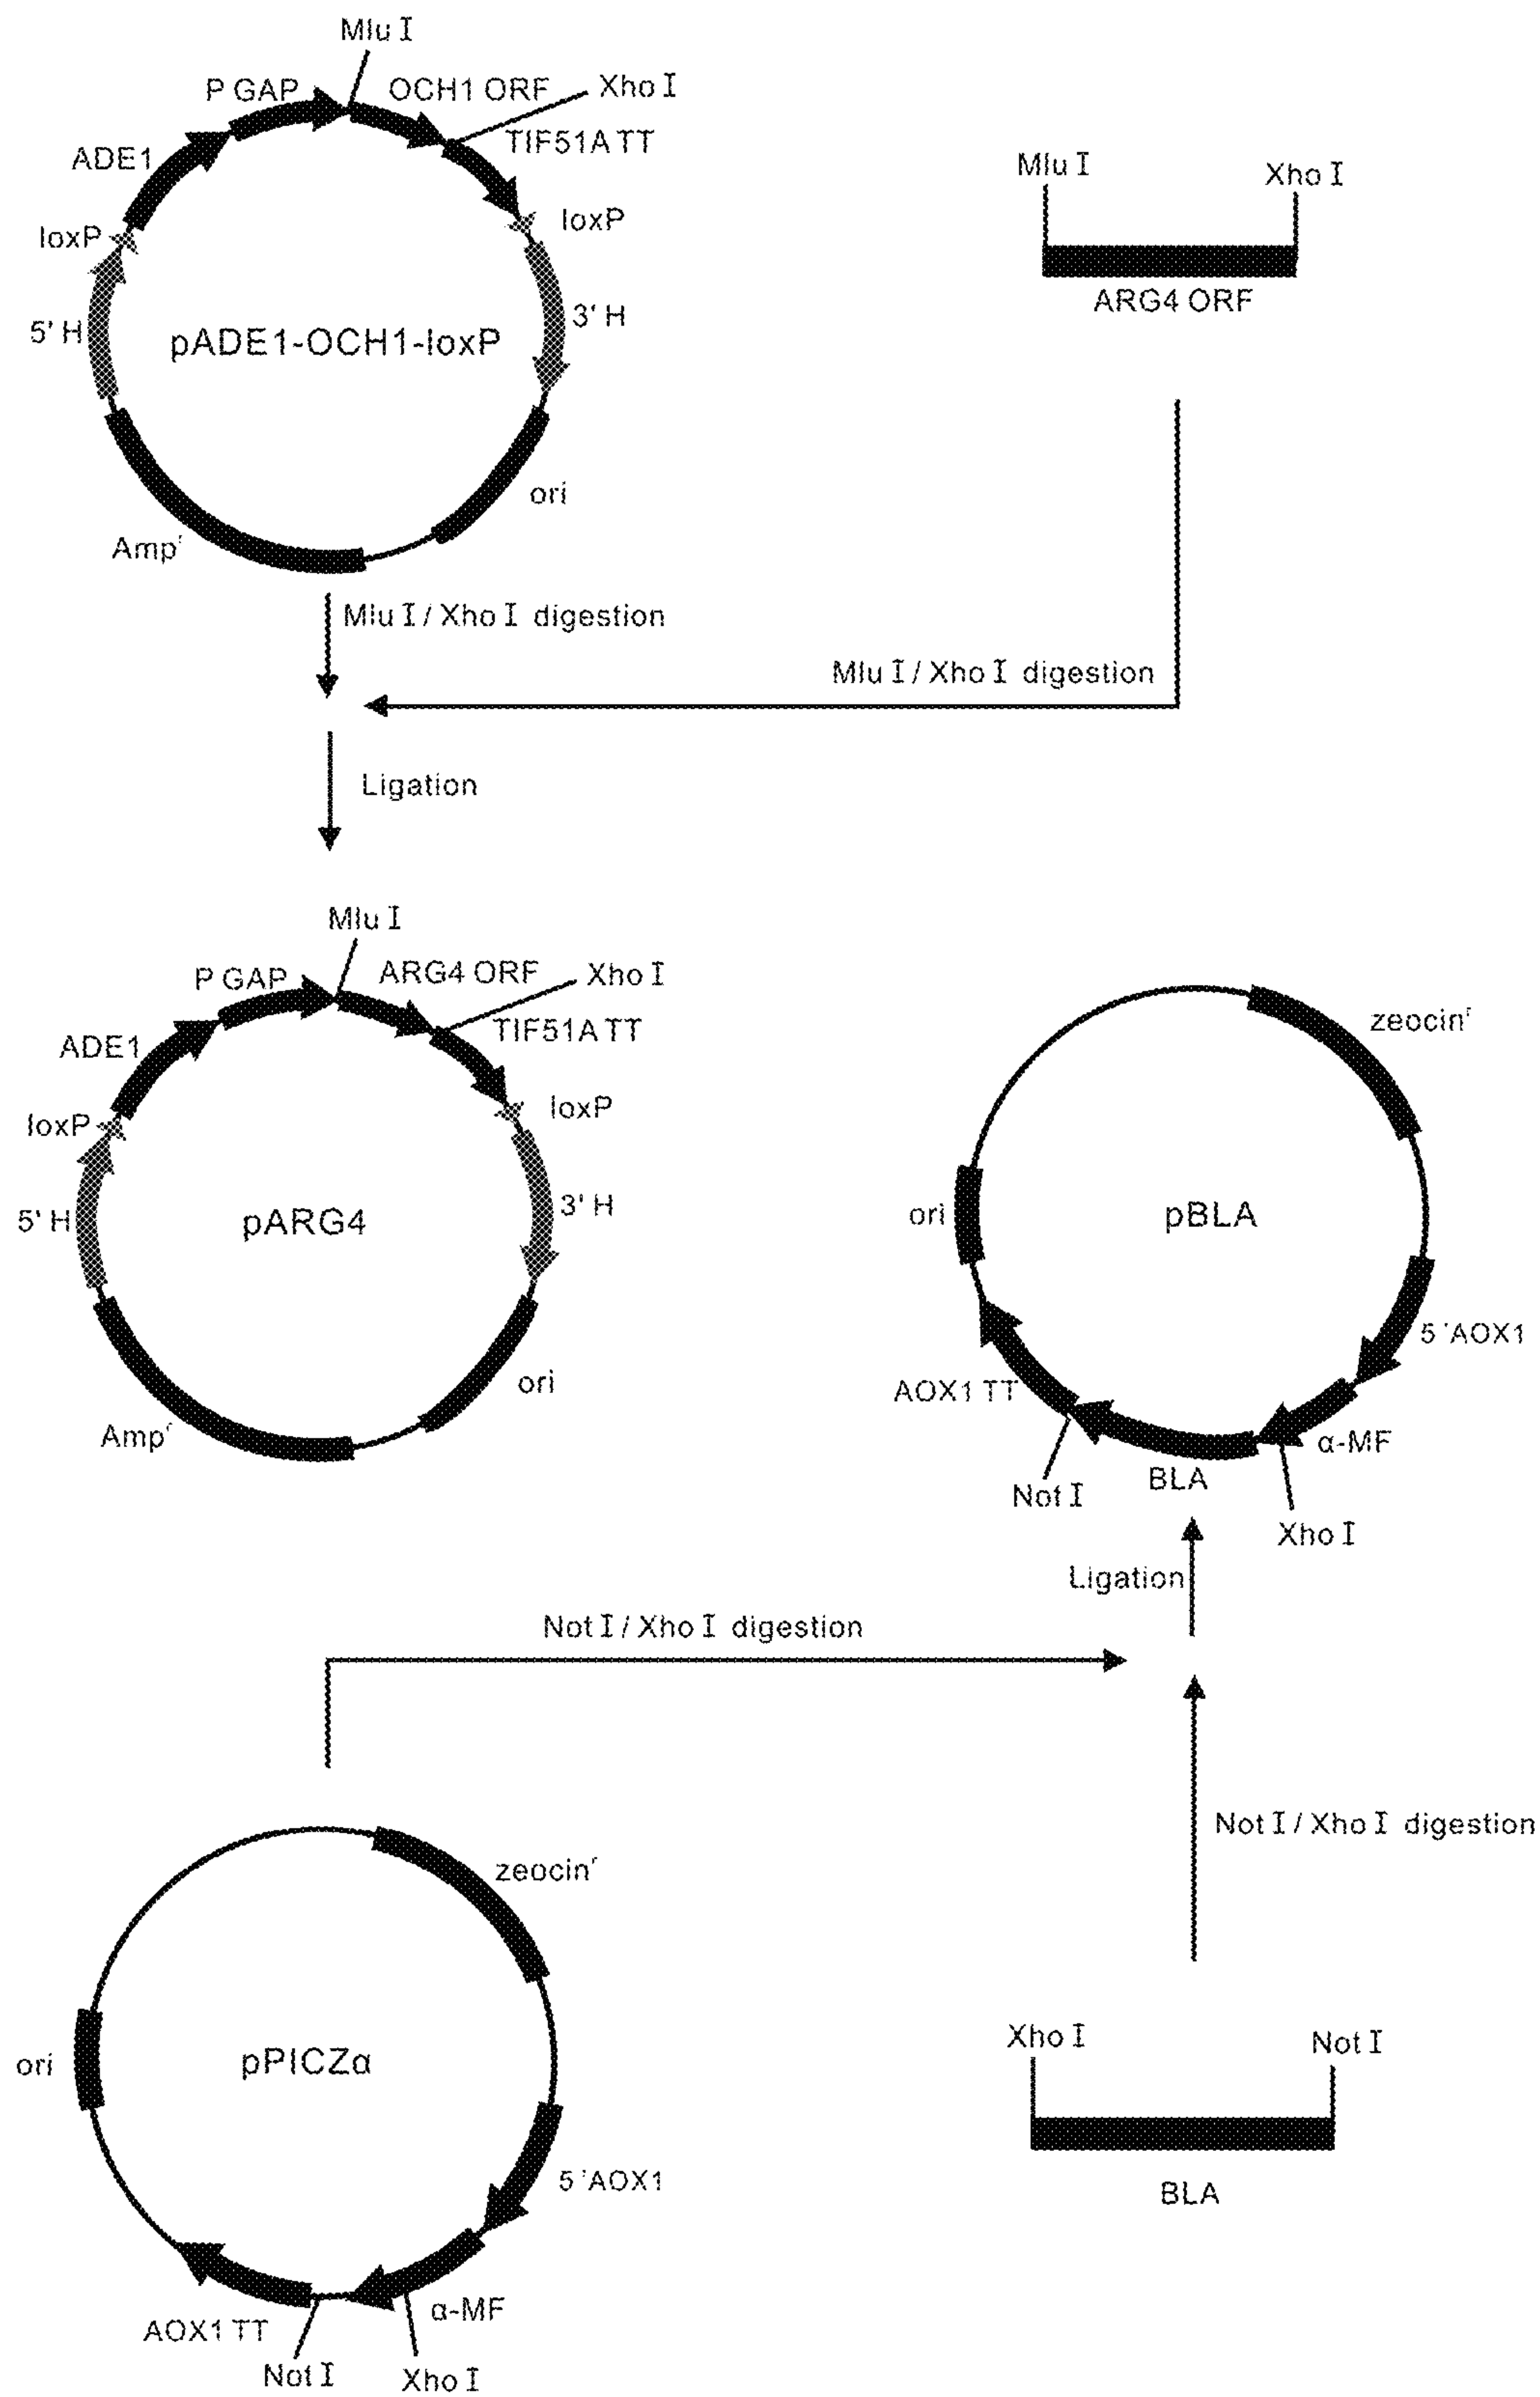 Mlu I
P GAP
OCH1 ORF
Xho I
ADE1
TIF51A TT
loxP
loxP
5' H
pADE1-OCH1-loxP
3' H
ori
Ampʳ
Mlu I
Xho I
ARG4 ORF
Mlu I / Xho I digestion
Mlu I / Xho I digestion
Ligation
Mlu I
P GAP
ARG4 ORF
Xho I
ADE1
TIF51A TT
loxP
loxP
5' H
pARG4
3' H
ori
Ampʳ
zeocinʳ
ori
pBLA
5 'AOX1
AOX1 TT
α-MF
Not I
BLA
Xho I
Ligation
Not I / Xho I digestion
Not I / Xho I digestion
zeocinʳ
ori
pPICZα
5 'AOX1
α-MF
AOX1 TT
Not I
Xho I
Xho I
Not I
BLA